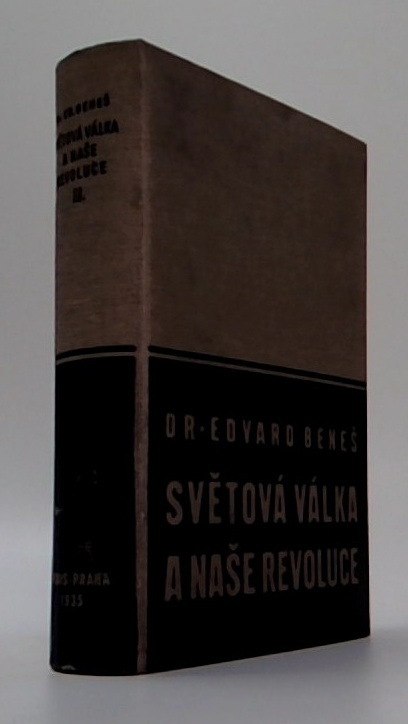 DR. ED. BENEŠ
SVĚTOVÁ VÁLKA
A NAŠE
REVOLUCE
III.
PRAHA
1935
DR·EDVARD BENEŠ
SVĚTOVÁ VÁLKA
A NAŠE REVOLUCE